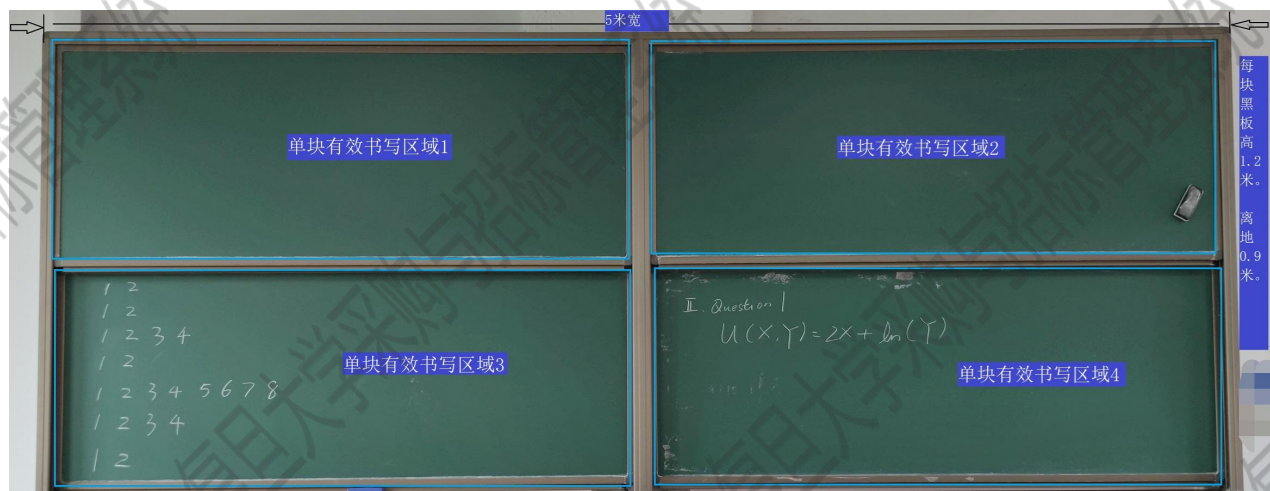 5米宽
单块有效书写区域1
单块有效书写区域2
每块黑板高1.2米。
离地0.9米。
1 2
1 2
1 2 3 4
1 2
单块有效书写区域3
1 2 3 4 5 6 7 8
1 2 3 4
1 2
II. Question 1
U(X,Y)=2X+ln(Y)
单块有效书写区域4